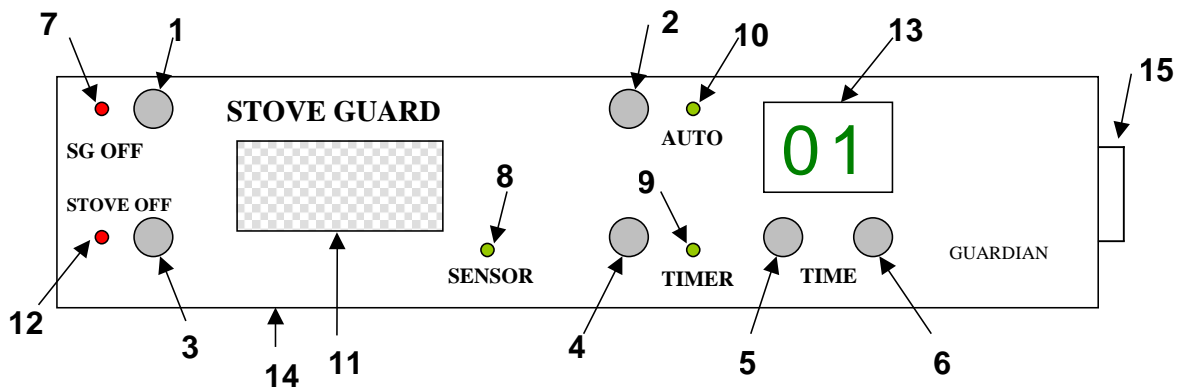 7 1 2 10 13
15
STOVE GUARD
SG OFF
AUTO
01
8
9
STOVE OFF
SENSOR
TIMER
TIME
GUARDIAN
12
3
14
11
4
5
6